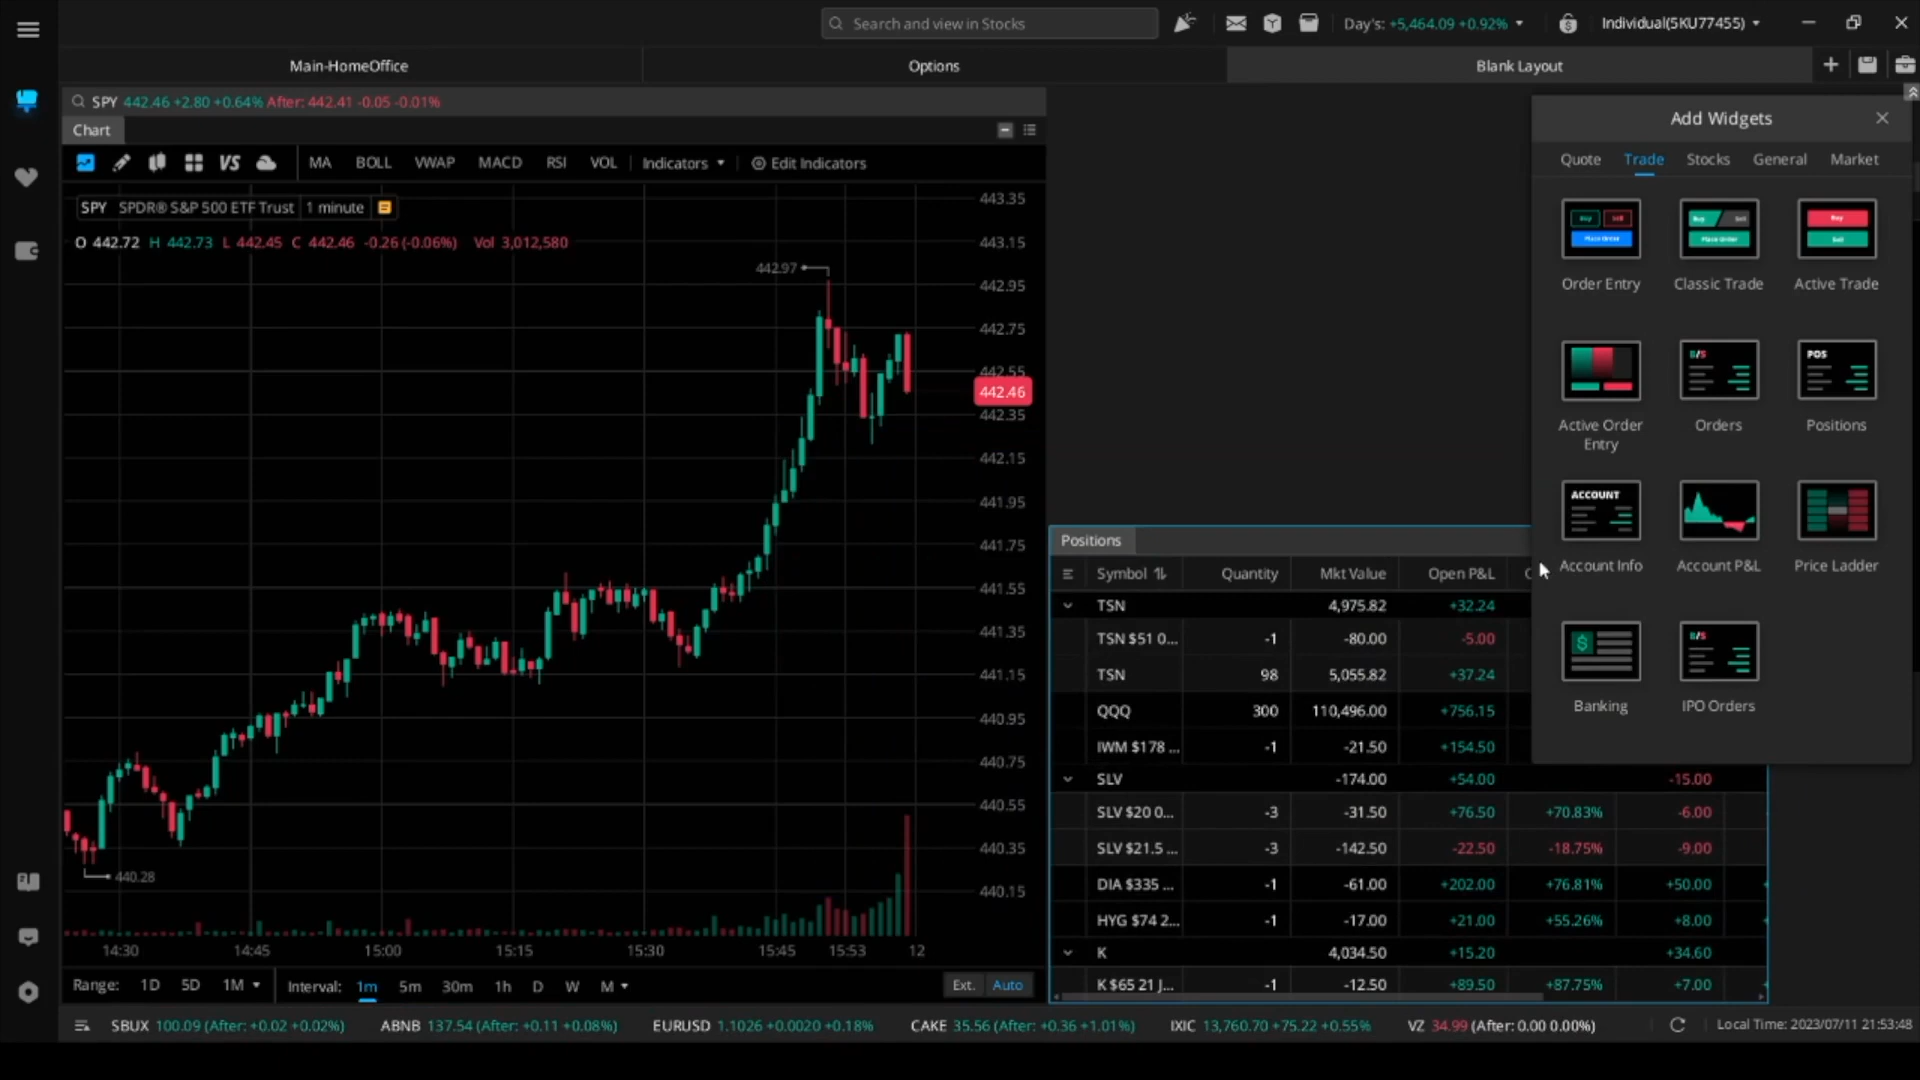 Search and view in Stocks
Day's: +5,464.09 +0.92%
Individual(5KU77455)
Main-HomeOffice
Options
Blank Layout
SPY 442.46 +2.80 +0.64% After: 442.41 -0.05 -0.01%
Chart
VS
MA BOLL VWAP MACD RSI VOL Indicators Edit Indicators
SPY SPDR® S&P 500 ETF Trust 1 minute
O 442.72 H 442.73 L 442.45 C 442.46 -0.26 (-0.06%) Vol 3,012,580
442.97
440.28
443.35
443.15
442.95
442.75
442.55
442.46
442.35
442.15
441.95
441.75
441.55
441.35
441.15
440.95
440.75
440.55
440.35
440.15
14:30 14:45 15:00 15:15 15:30 15:45 15:53 12
Range: 1D 5D 1M Interval: 1m 5m 30m 1h D W M Ext. Auto
Add Widgets
Quote Trade Stocks General Market
Buy Sell
Place Order
Order Entry
Buy Sell
Place Order
Classic Trade
Buy
Sell
Active Trade
Active Order
Entry
B/S
Orders
POS
Positions
ACCOUNT
Account Info
Account P&L
Price Ladder
$
Banking
B/S
IPO Orders
Positions
Symbol Quantity Mkt Value Open P&L
TSN 4,975.82 +32.24
TSN $51 0... -1 -80.00 -5.00
TSN 98 5,055.82 +37.24
QQQ 300 110,496.00 +756.15
IWM $178 ... -1 -21.50 +154.50
SLV -174.00 +54.00 -15.00
SLV $20 0... -3 -31.50 +76.50 +70.83% -6.00
SLV $21.5 ... -3 -142.50 -22.50 -18.75% -9.00
DIA $335 ... -1 -61.00 +202.00 +76.81% +50.00
HYG $74 2... -1 -17.00 +21.00 +55.26% +8.00
K 4,034.50 +15.20 +34.60
K $65 21 J... -1 -12.50 +89.50 +87.75% +7.00
SBUX 100.09 (After: +0.02 +0.02%) ABNB 137.54 (After: +0.11 +0.08%) EURUSD 1.1026 +0.0020 +0.18% CAKE 35.56 (After: +0.36 +1.01%) IXIC 13,760.70 +75.22 +0.55% VZ 34.99 (After: 0.00 0.00%) Local Time: 2023/07/11 21:53:48